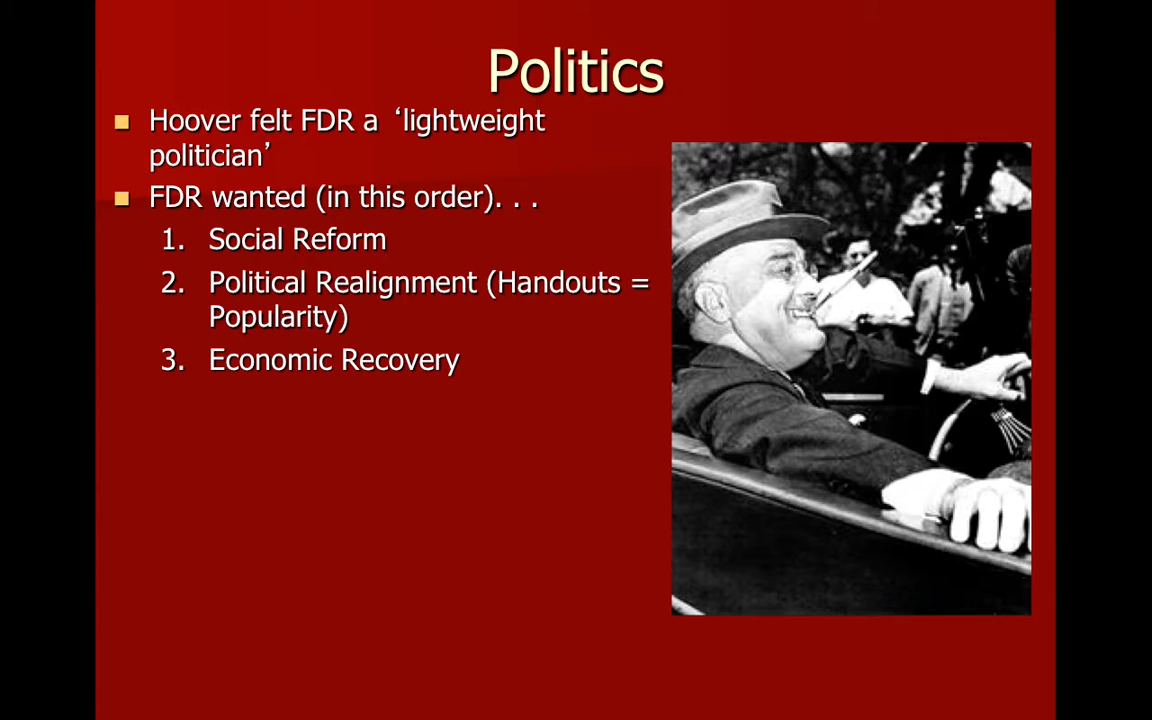 Politics
Hoover felt FDR a ‘lightweight
politician’
FDR wanted (in this order). . .
1. Social Reform
2. Political Realignment (Handouts =
Popularity)
3. Economic Recovery